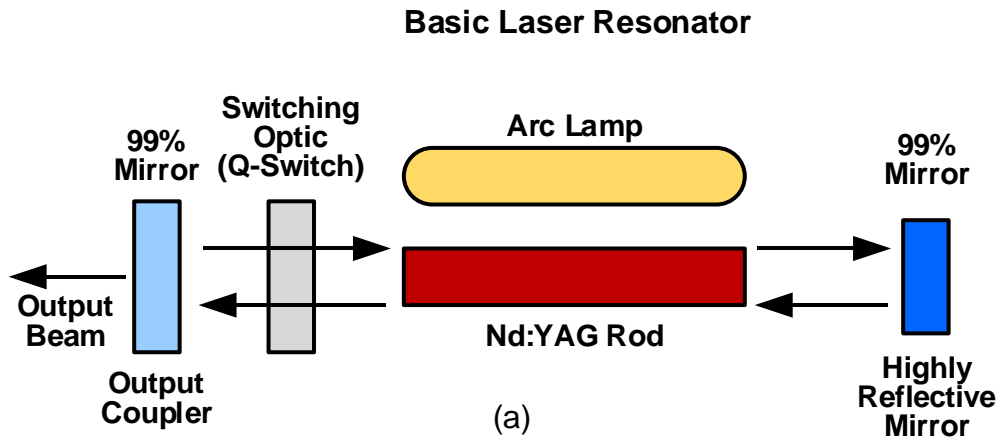 Basic Laser Resonator
Switching
Optic
(Q-Switch)
99%
Mirror
Arc Lamp
99%
Mirror
Output
Beam
Nd:YAG Rod
Output
Coupler
Highly
Reflective
Mirror
(a)